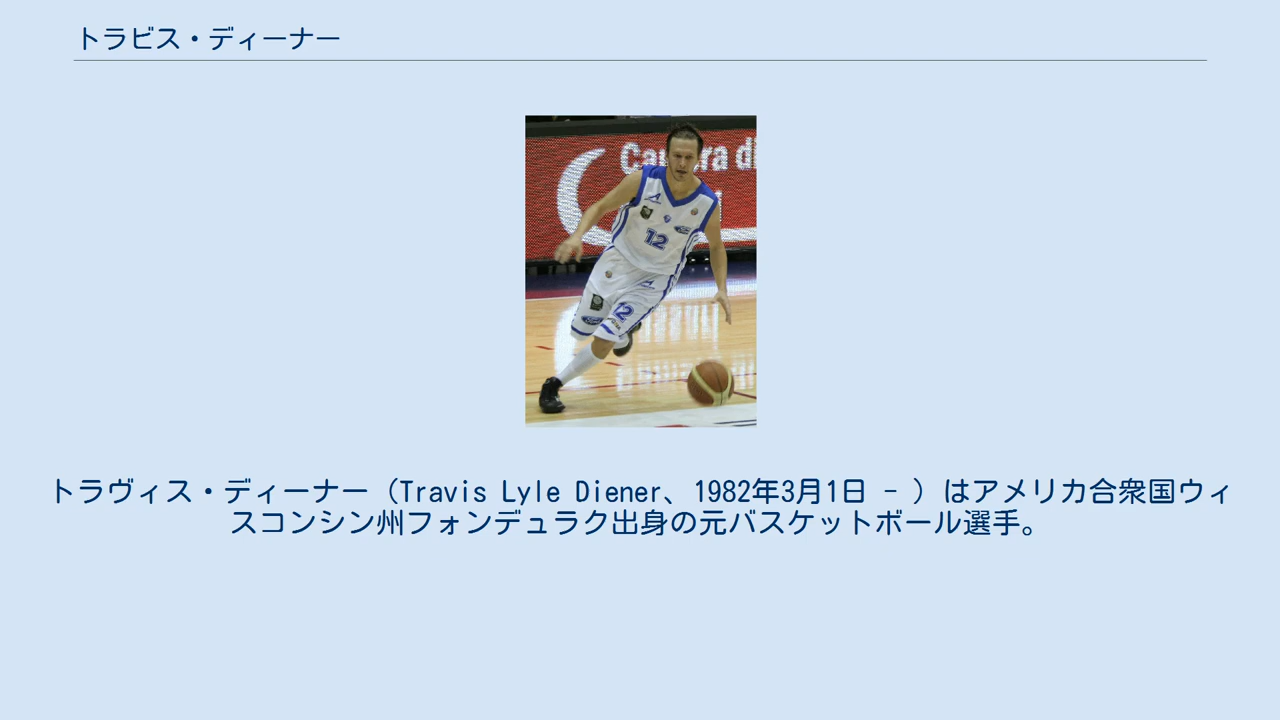 トラビス・ディーナー
Ca
ra di
12
12
トラヴィス・ディーナー（Travis Lyle Diener、1982年3月1日 - ）はアメリカ合衆国ウィ
スコンシン州フォンデュラク出身の元バスケットボール選手。